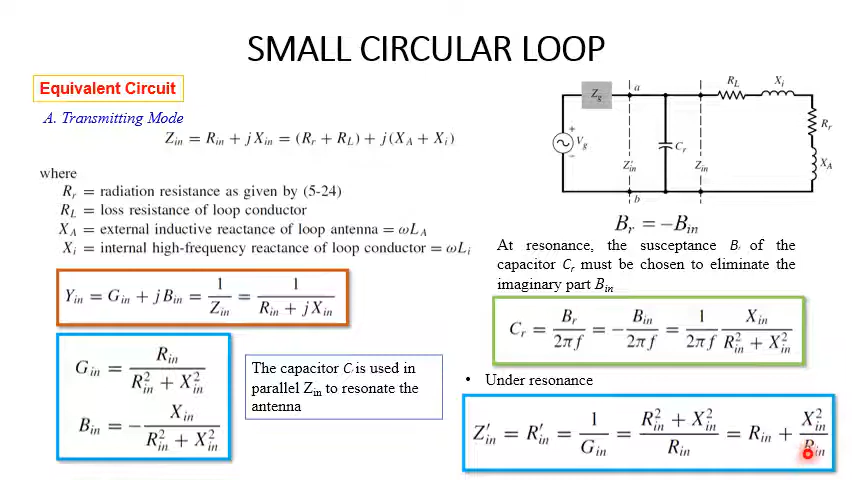 SMALL CIRCULAR LOOP
Equivalent Circuit
A. Transmitting Mode
Z_in = R_in + j X_in = (R_r + R_L) + j(X_A + X_i)
where
R_r = radiation resistance as given by (5-24)
R_L = loss resistance of loop conductor
X_A = external inductive reactance of loop antenna = ωL_A
X_i = internal high-frequency reactance of loop conductor = ωL_i
Y_in = G_in + j B_in = 1/Z_in = 1/(R_in + j X_in)
G_in = R_in/(R_in^2 + X_in^2)
B_in = − X_in/(R_in^2 + X_in^2)
The capacitor C_r is used in
parallel Z_in to resonate the
antenna
Z_g
a
R_L
X_i
R_r
+
V_g
−
C_r
Z'_in
Z_in
X_A
b
B_r = −B_in
At resonance, the susceptance B_r of the
capacitor C_r must be chosen to eliminate the
imaginary part B_in
C_r = B_r/(2πf) = − B_in/(2πf) = 1/(2πf) X_in/(R_in^2 + X_in^2)
• Under resonance
Z'_in = R'_in = 1/G_in = (R_in^2 + X_in^2)/R_in = R_in + X_in^2/R_in